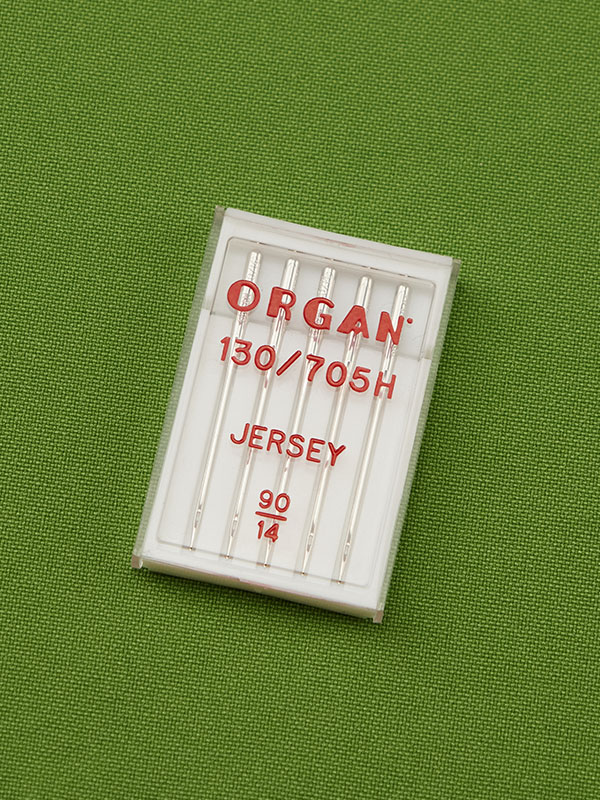 ORGAN
130/705H
JERSEY
90
14